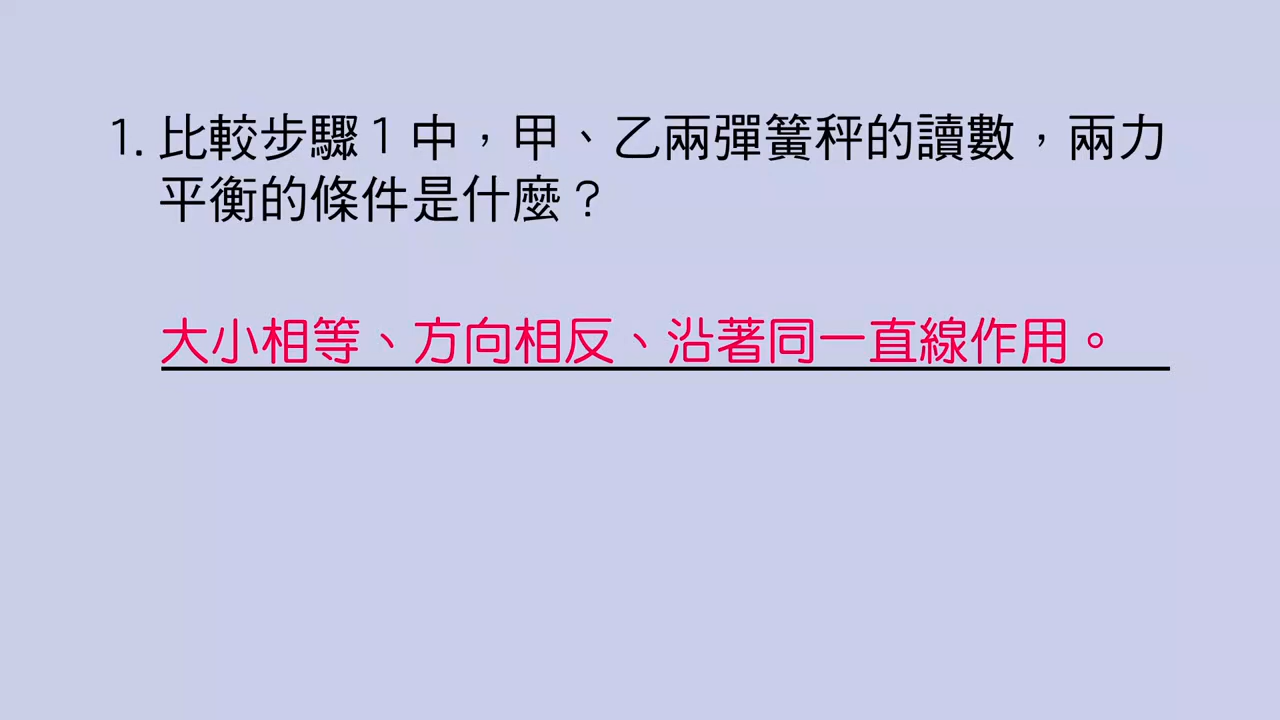 1. 比較步驟1中，甲、乙兩彈簧秤的讀數，兩力
平衡的條件是什麼？
大小相等、方向相反、沿著同一直線作用。